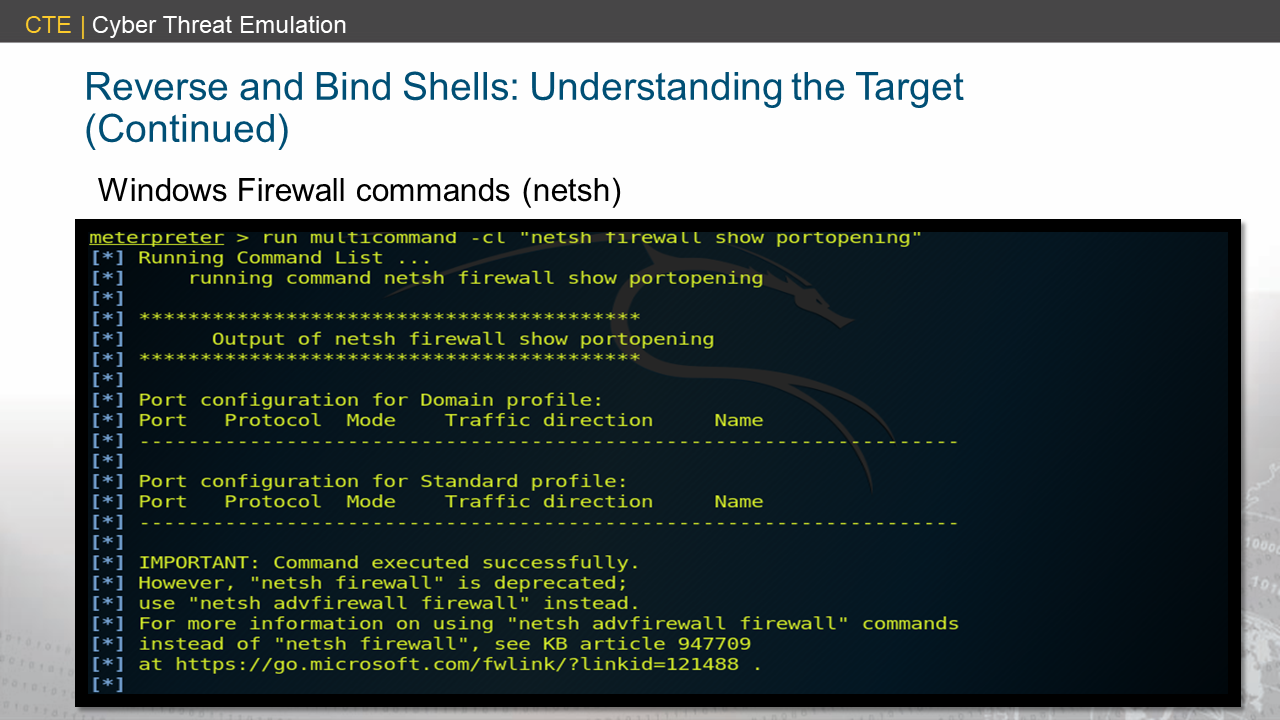 CTE | Cyber Threat Emulation
Reverse and Bind Shells: Understanding the Target
(Continued)
Windows Firewall commands (netsh)
meterpreter > run multicommand -cl "netsh firewall show portopening"
[*] Running Command List ...
[*]     running command netsh firewall show portopening
[*]
[*] *****************************************
[*]       Output of netsh firewall show portopening
[*] *****************************************
[*]
[*] Port configuration for Domain profile:
[*] Port   Protocol  Mode    Traffic direction     Name
[*] -------------------------------------------------------------------
[*]
[*] Port configuration for Standard profile:
[*] Port   Protocol  Mode    Traffic direction     Name
[*] -------------------------------------------------------------------
[*]
[*] IMPORTANT: Command executed successfully.
[*] However, "netsh firewall" is deprecated;
[*] use "netsh advfirewall firewall" instead.
[*] For more information on using "netsh advfirewall firewall" commands
[*] instead of "netsh firewall", see KB article 947709
[*] at https://go.microsoft.com/fwlink/?linkid=121488 .
[*]